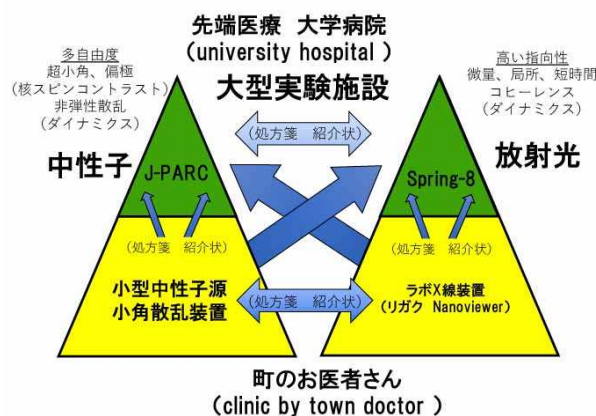 先端医療 大学病院
(university hospital )
大型実験施設
多自由度
超小角、偏極
(核スピンコントラスト)
非弾性散乱
(ダイナミクス)
高い指向性
微量、局所、短時間
コヒーレンス
(ダイナミクス)
中性子
放射光
(処方箋 紹介状)
J-PARC
Spring-8
(処方箋 紹介状)
(処方箋 紹介状)
小型中性子源
小角散乱装置
(処方箋 紹介状)
ラボX線装置
(リガク Nanoviewer)
町のお医者さん
(clinic by town doctor )